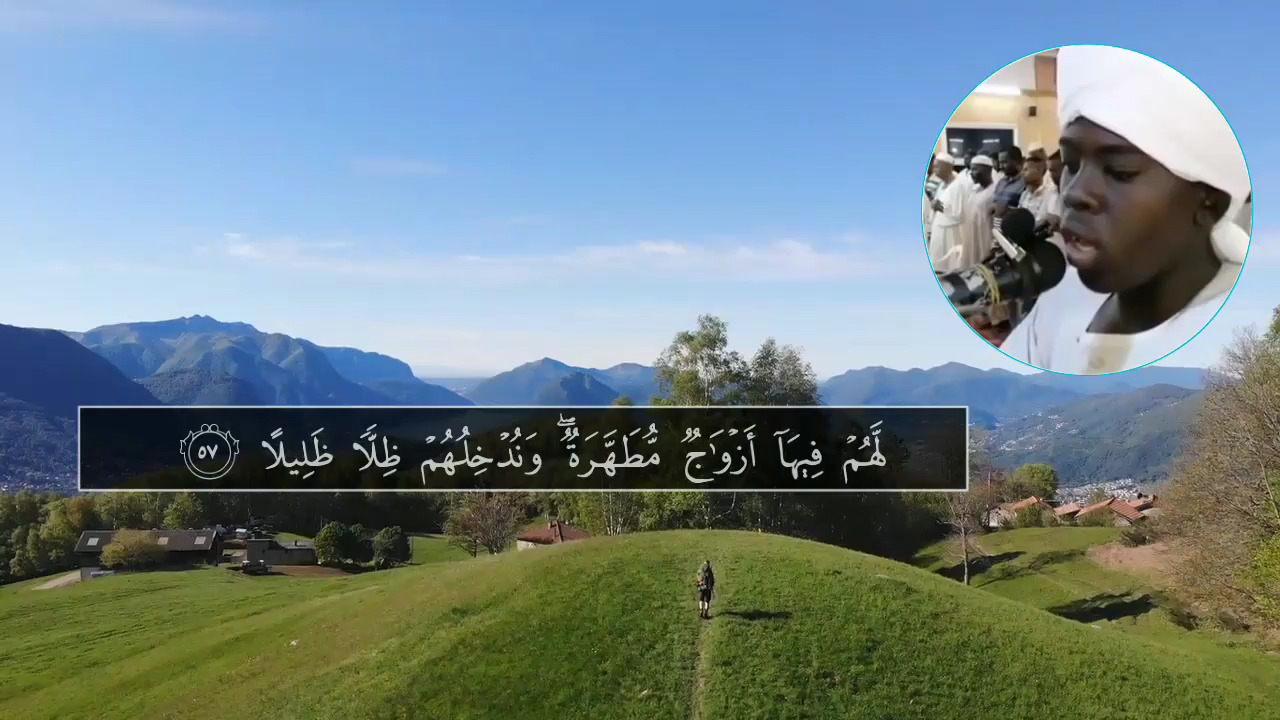 لَّهُمْ فِيهَآ أَزْوَٰجٌ مُّطَهَّرَةٌ ۖ وَنُدْخِلُهُمْ ظِلًّا ظَلِيلًا ٥٧